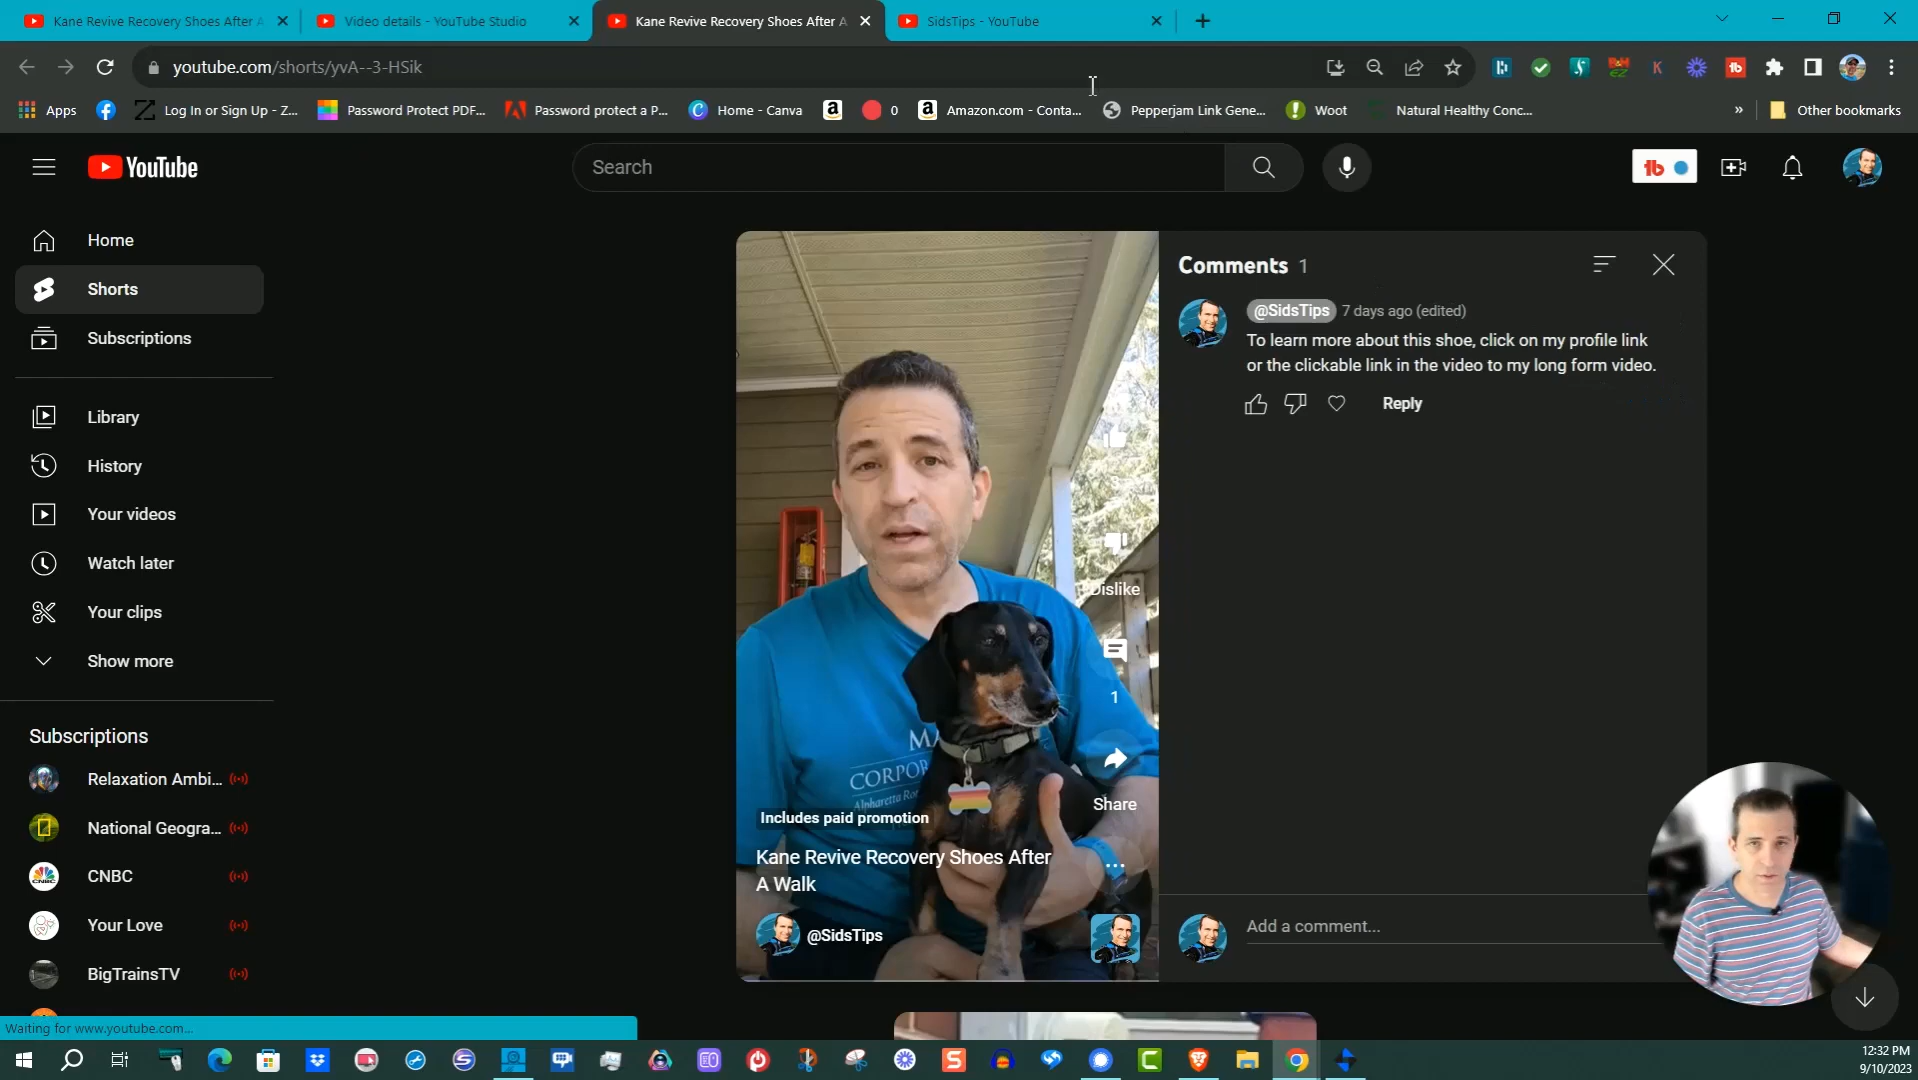 Kane Revive Recovery Shoes After A
Video details - YouTube Studio
Kane Revive Recovery Shoes After A
SidsTips - YouTube
youtube.com/shorts/yvA--3-HSik
Apps
Log In or Sign Up - Z...
Password Protect PDF...
Password protect a P...
Home - Canva
0
Amazon.com - Conta...
Pepperjam Link Gene...
Woot
Natural Healthy Conc...
»
Other bookmarks
YouTube
Search
Home
Shorts
Subscriptions
Library
History
Your videos
Watch later
Your clips
Show more
Subscriptions
Relaxation Ambi...
National Geogra...
CNBC
Your Love
BigTrainsTV
Waiting for www.youtube.com...
Dislike
1
Share
MA
CORPOR
Includes paid promotion
Kane Revive Recovery Shoes After
A Walk
@SidsTips
Comments 1
@SidsTips 7 days ago (edited)
To learn more about this shoe, click on my profile link
or the clickable link in the video to my long form video.
Reply
Add a comment...
12:32 PM
9/10/2023